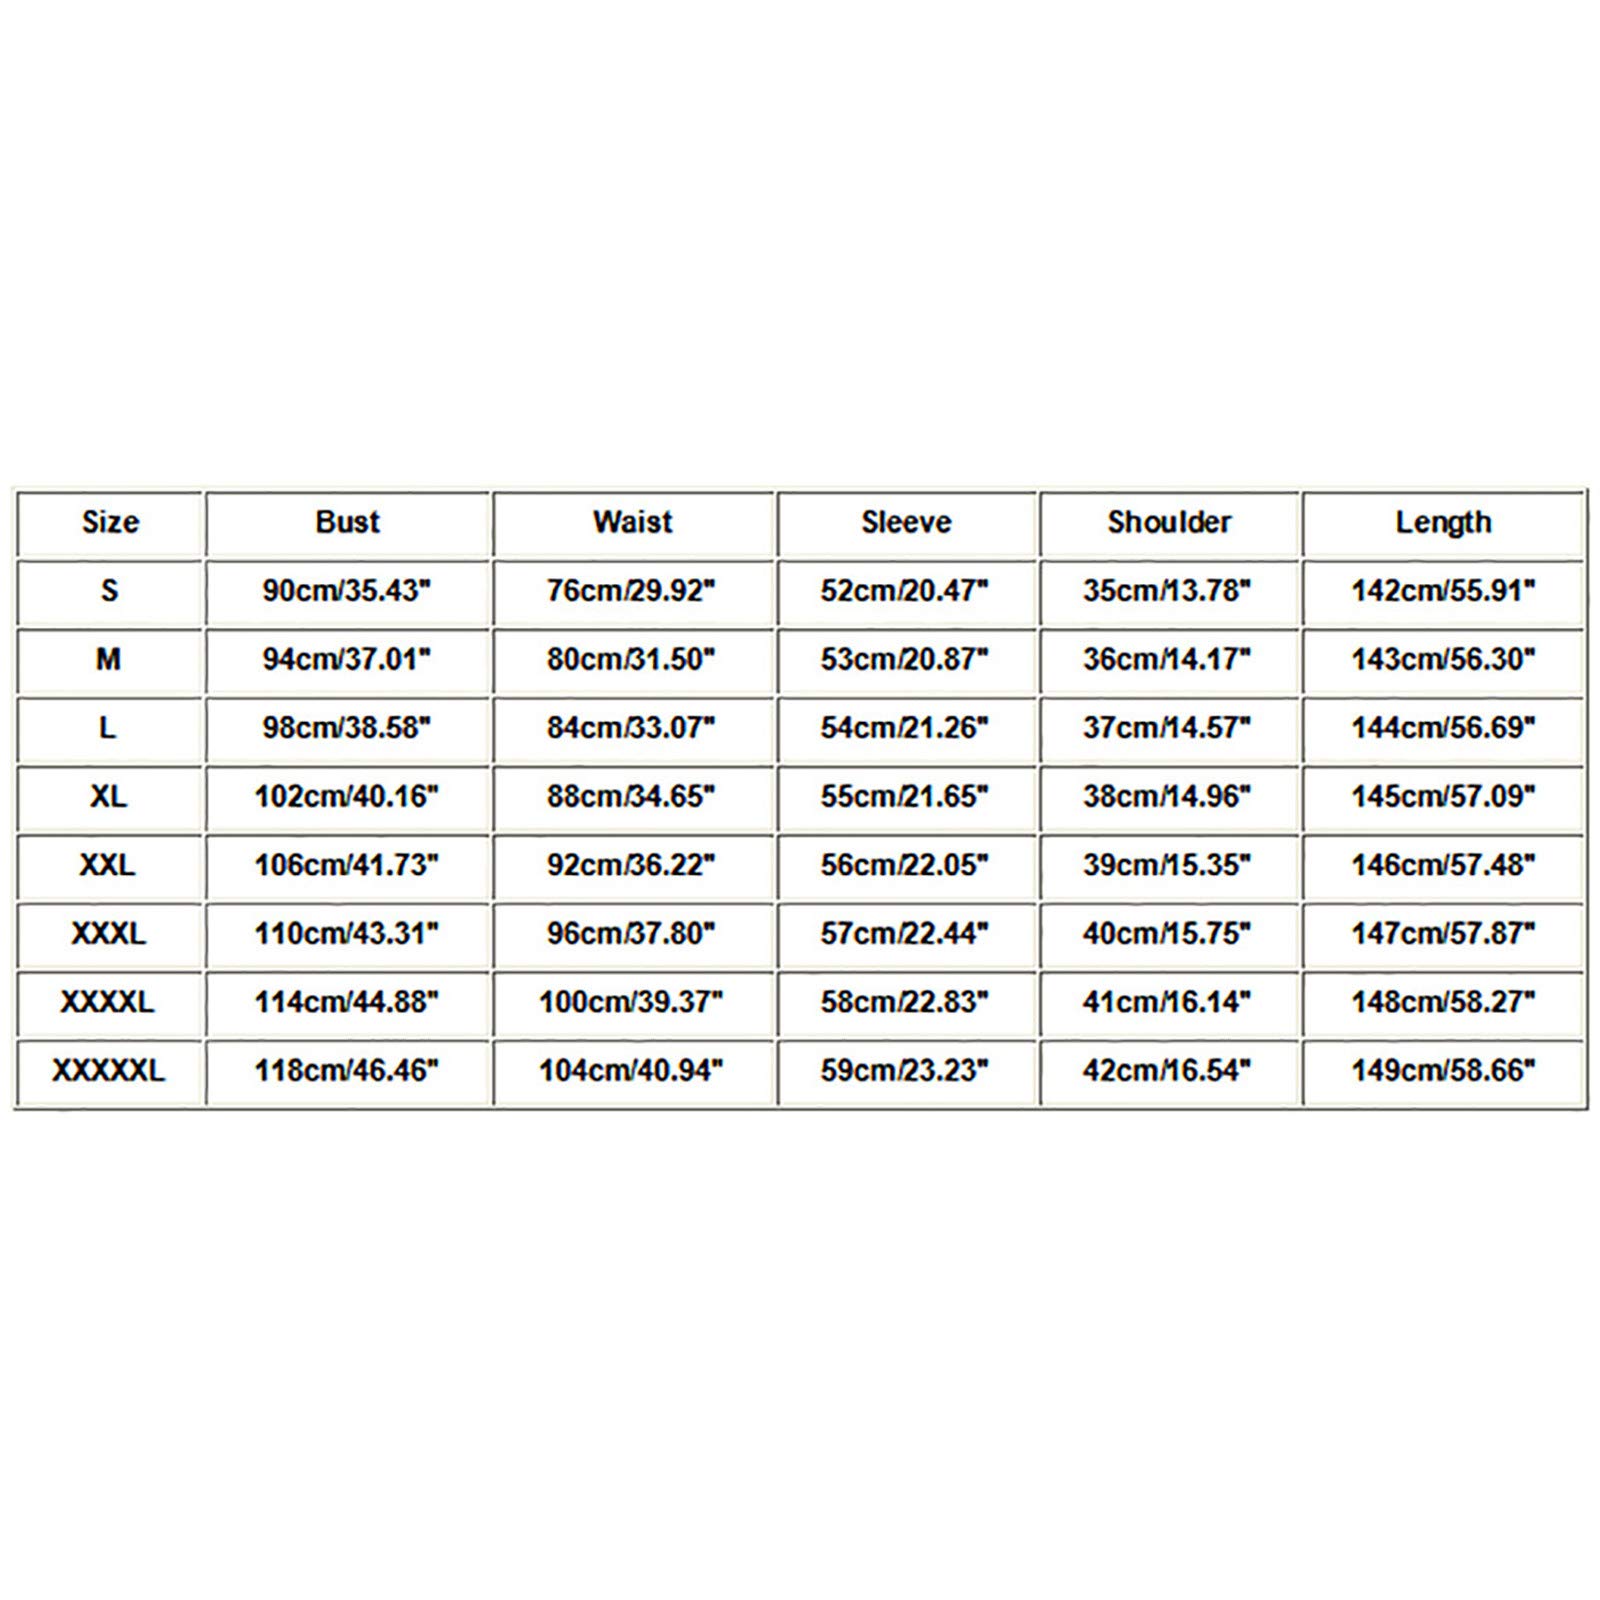 Size Bust Waist Sleeve Shoulder Length
S 90cm/35.43" 76cm/29.92" 52cm/20.47" 35cm/13.78" 142cm/55.91"
M 94cm/37.01" 80cm/31.50" 53cm/20.87" 36cm/14.17" 143cm/56.30"
L 98cm/38.58" 84cm/33.07" 54cm/21.26" 37cm/14.57" 144cm/56.69"
XL 102cm/40.16" 88cm/34.65" 55cm/21.65" 38cm/14.96" 145cm/57.09"
XXL 106cm/41.73" 92cm/36.22" 56cm/22.05" 39cm/15.35" 146cm/57.48"
XXXL 110cm/43.31" 96cm/37.80" 57cm/22.44" 40cm/15.75" 147cm/57.87"
XXXXL 114cm/44.88" 100cm/39.37" 58cm/22.83" 41cm/16.14" 148cm/58.27"
XXXXXL 118cm/46.46" 104cm/40.94" 59cm/23.23" 42cm/16.54" 149cm/58.66"